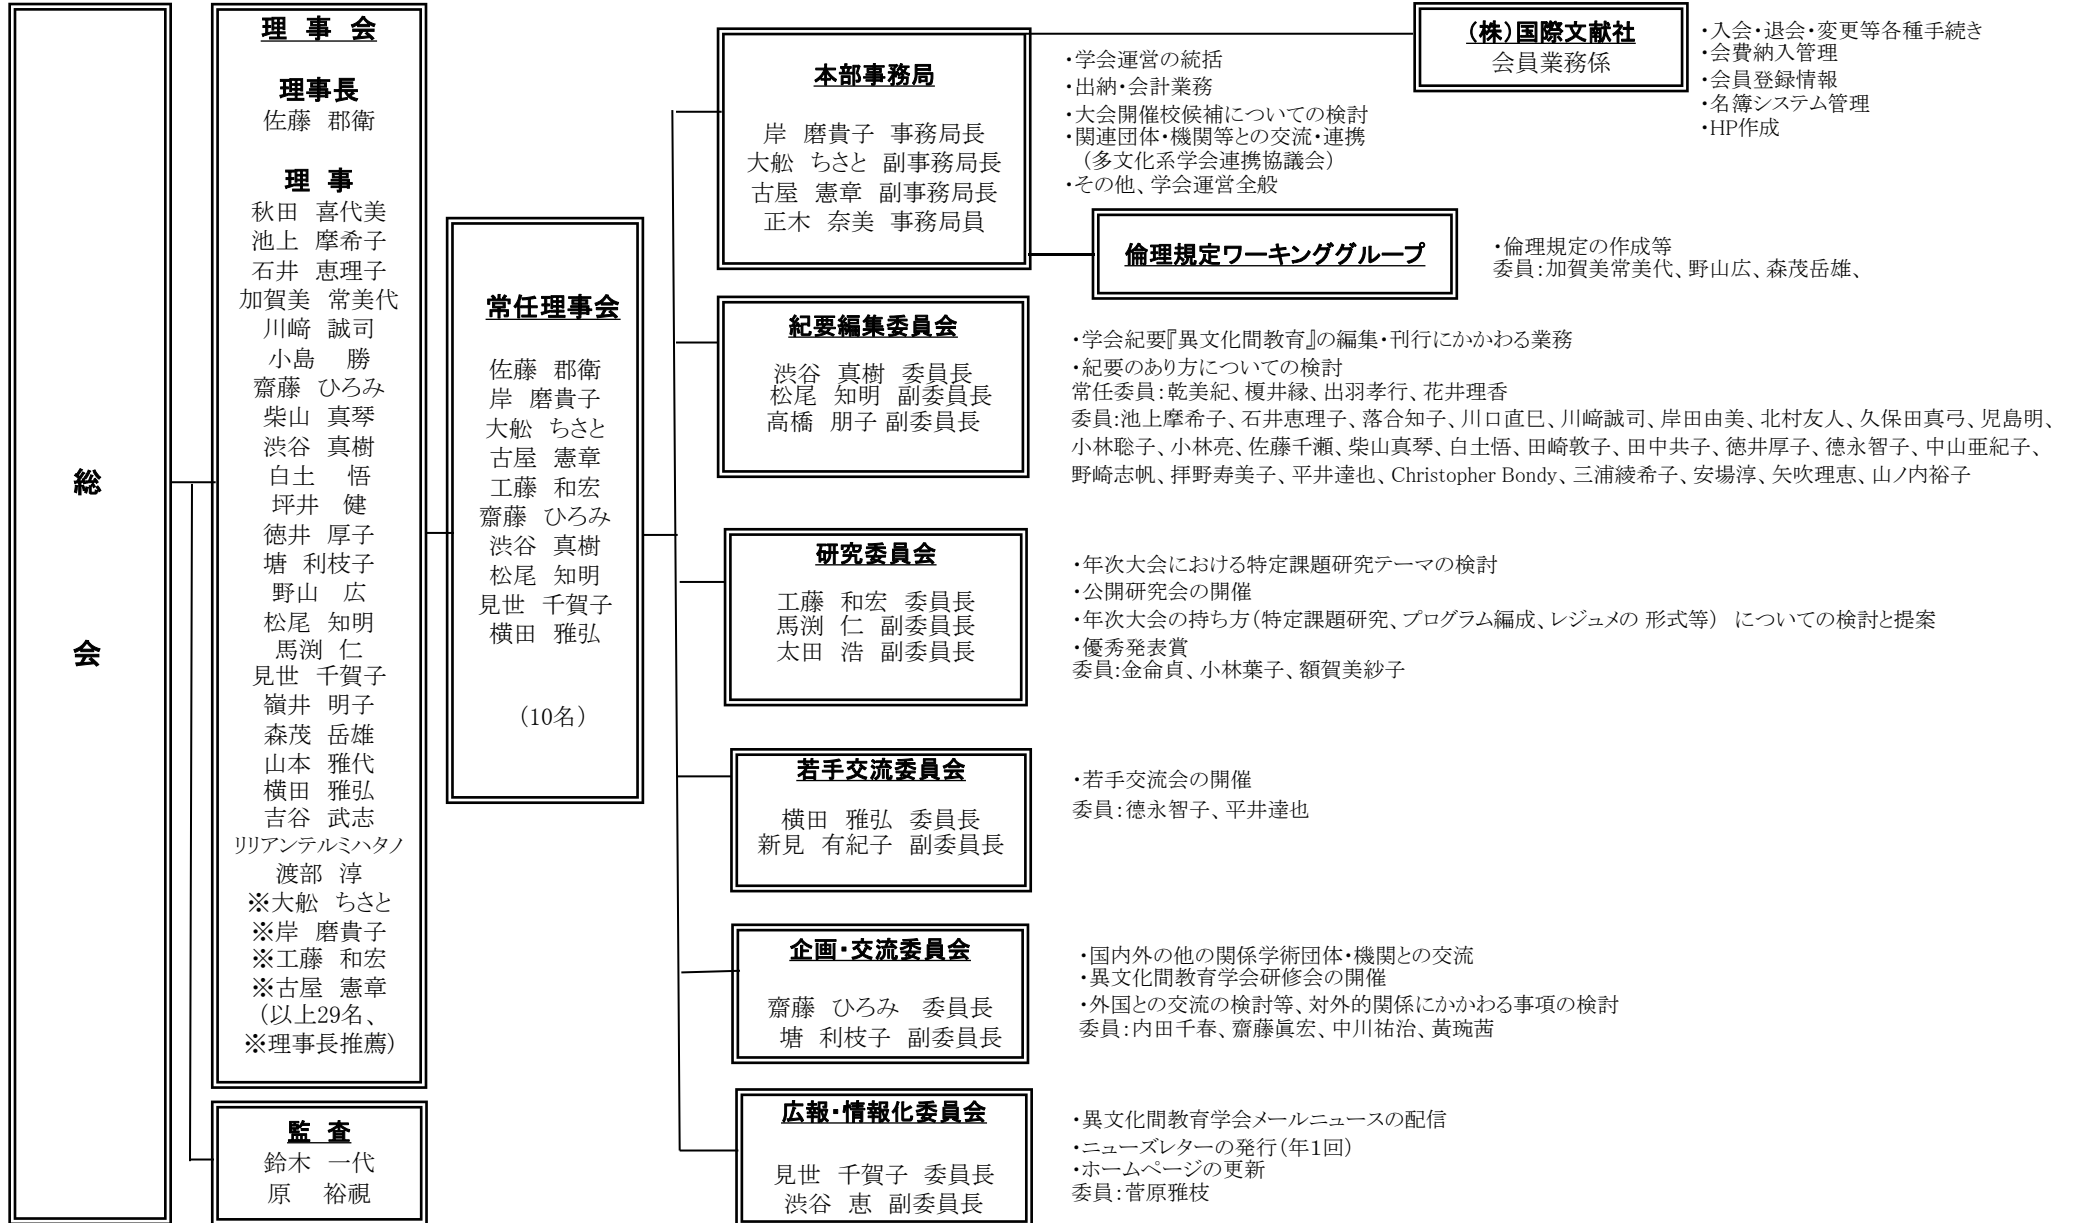 総
会
理 事 会
理事長
佐藤 郡衛
理 事
秋田 喜代美
池上 摩希子
石井 恵理子
加賀美 常美代
川﨑 誠司
小島 勝
齋藤 ひろみ
柴山 真琴
渋谷 真樹
白土 悟
坪井 健
徳井 厚子
塘 利枝子
野山 広
松尾 知明
馬渕 仁
見世 千賀子
嶺井 明子
森茂 岳雄
山本 雅代
横田 雅弘
吉谷 武志
リリアンテルミハタノ
渡部 淳
※大舩 ちさと
※岸 磨貴子
※工藤 和宏
※古屋 憲章
(以上29名、
※理事長推薦)
監 査
鈴木 一代
原 裕視
常任理事会
佐藤 郡衛
岸 磨貴子
大舩 ちさと
古屋 憲章
工藤 和宏
齋藤 ひろみ
渋谷 真樹
松尾 知明
見世 千賀子
横田 雅弘
(10名)
本部事務局
岸 磨貴子 事務局長
大舩 ちさと 副事務局長
古屋 憲章 副事務局長
正木 奈美 事務局員
・学会運営の統括
・出納・会計業務
・大会開催校候補についての検討
・関連団体・機関等との交流・連携
(多文化系学会連携協議会)
・その他、学会運営全般
(株)国際文献社
会員業務係
・入会・退会・変更等各種手続き
・会費納入管理
・会員登録情報
・名簿システム管理
・HP作成
倫理規定ワーキンググループ
・倫理規定の作成等
委員:加賀美常美代、野山広、森茂岳雄、
紀要編集委員会
渋谷 真樹 委員長
松尾 知明 副委員長
高橋 朋子 副委員長
・学会紀要『異文化間教育』の編集・刊行にかかわる業務
・紀要のあり方についての検討
常任委員:乾美紀、榎井縁、出羽孝行、花井理香
委員:池上摩希子、石井恵理子、落合知子、川口直巳、川﨑誠司、岸田由美、北村友人、久保田真弓、児島明、
小林聡子、小林亮、佐藤千瀬、柴山真琴、白土悟、田崎敦子、田中共子、徳井厚子、德永智子、中山亜紀子、
野崎志帆、拝野寿美子、平井達也、Christopher Bondy、三浦綾希子、安場淳、矢吹理恵、山ノ内裕子
研究委員会
工藤 和宏 委員長
馬渕 仁 副委員長
太田 浩 副委員長
・年次大会における特定課題研究テーマの検討
・公開研究会の開催
・年次大会の持ち方(特定課題研究、プログラム編成、レジュメの 形式等) についての検討と提案
・優秀発表賞
委員:金侖貞、小林葉子、額賀美紗子
若手交流委員会
横田 雅弘 委員長
新見 有紀子 副委員長
・若手交流会の開催
委員:德永智子、平井達也
企画・交流委員会
齋藤 ひろみ 委員長
塘 利枝子 副委員長
・国内外の他の関係学術団体・機関との交流
・異文化間教育学会研修会の開催
・外国との交流の検討等、対外的関係にかかわる事項の検討
委員:内田千春、齋藤眞宏、中川祐治、黃琬茜
広報・情報化委員会
見世 千賀子 委員長
渋谷 恵 副委員長
・異文化間教育学会メールニュースの配信
・ニューズレターの発行(年1回)
・ホームページの更新
委員:菅原雅枝